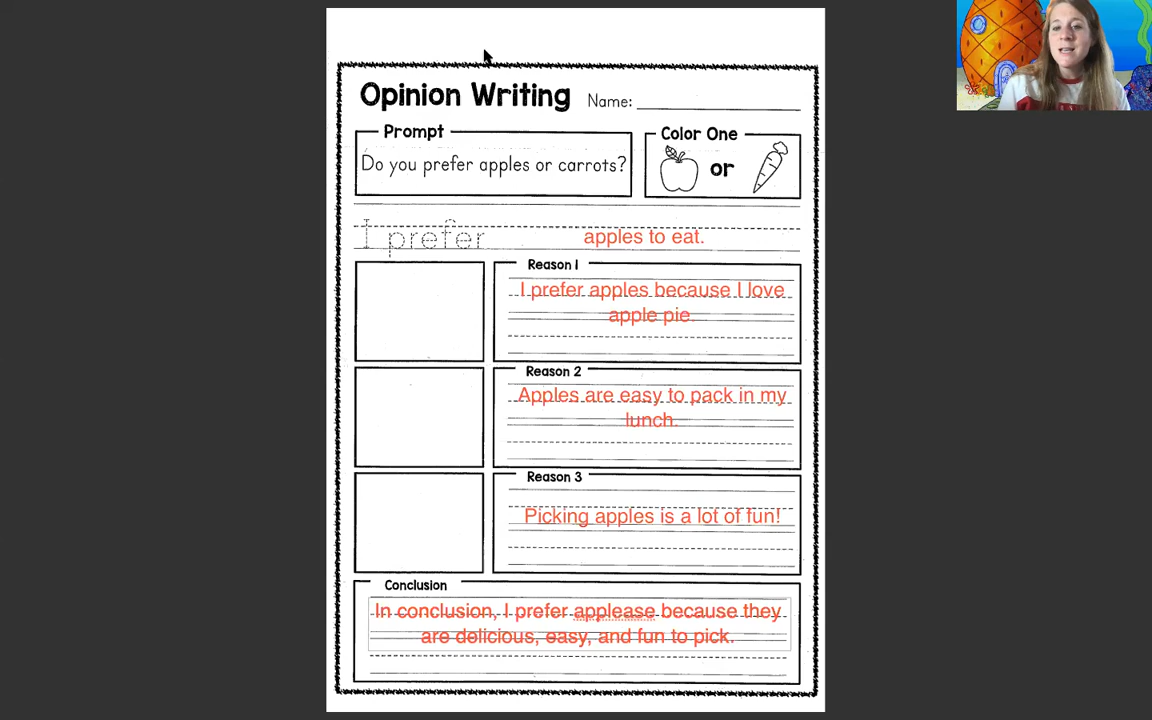 Opinion Writing Name:
Prompt
Color One
Do you prefer apples or carrots?
or
I prefer apples to eat.
Reason 1
I prefer apples because I love
apple pie.
Reason 2
Apples are easy to pack in my
lunch.
Reason 3
Picking apples is a lot of fun!
Conclusion
In conclusion, I prefer applease because they
are delicious, easy, and fun to pick.